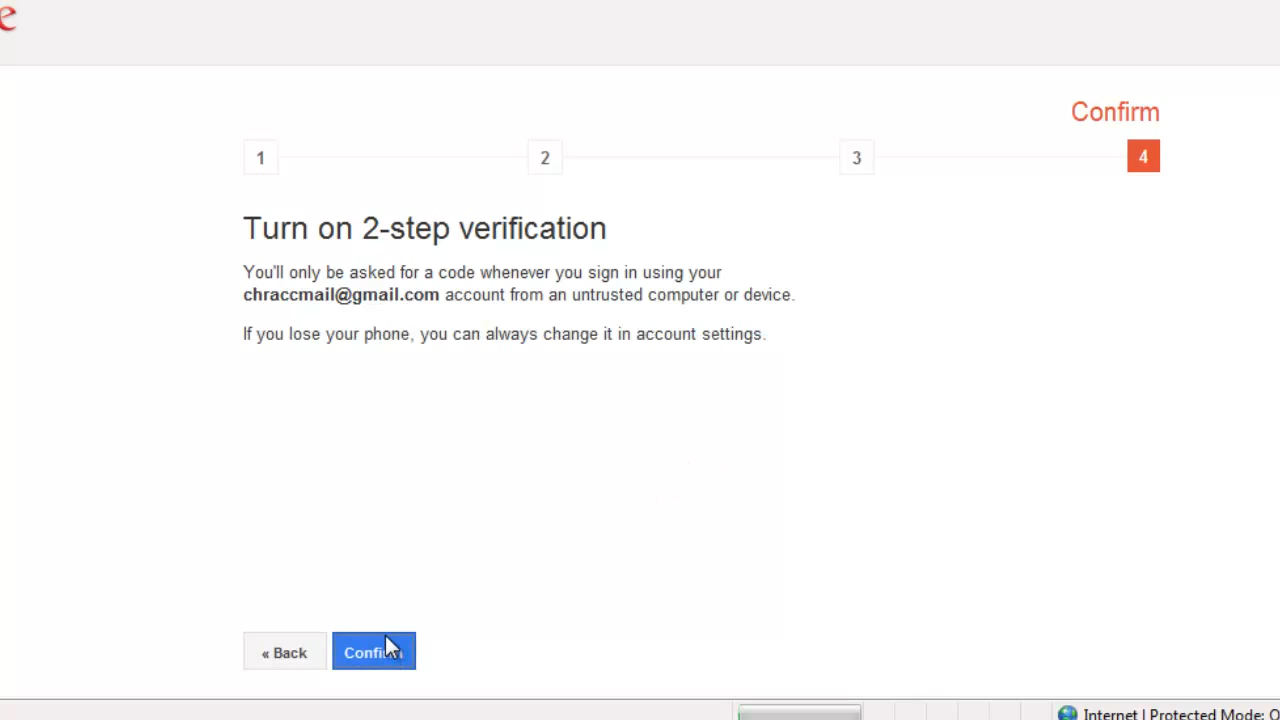 e
Confirm
1 2 3 4
Turn on 2-step verification
You'll only be asked for a code whenever you sign in using your
chraccmail@gmail.com account from an untrusted computer or device.
If you lose your phone, you can always change it in account settings.
« Back
Internet | Protected Mode: O